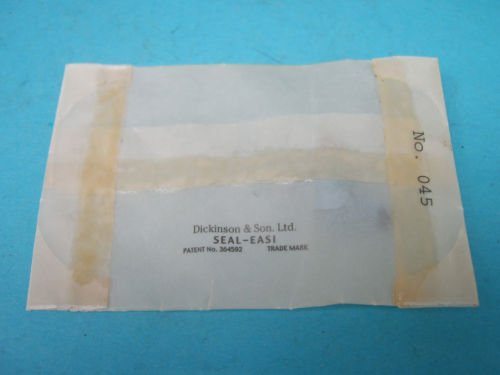 Dickinson & Son. Ltd.
SEAL-EASI
PATENT No. 364592 TRADE MARK
No. 045